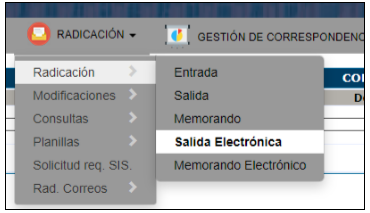 RADICACIÓN
GESTIÓN DE CORRESPONDENC
Radicación
Modificaciones
Consultas
Planillas
Solicitud req. SIS.
Rad. Correos
Entrada
Salida
Memorando
Salida Electrónica
Memorando Electrónico
CO
D